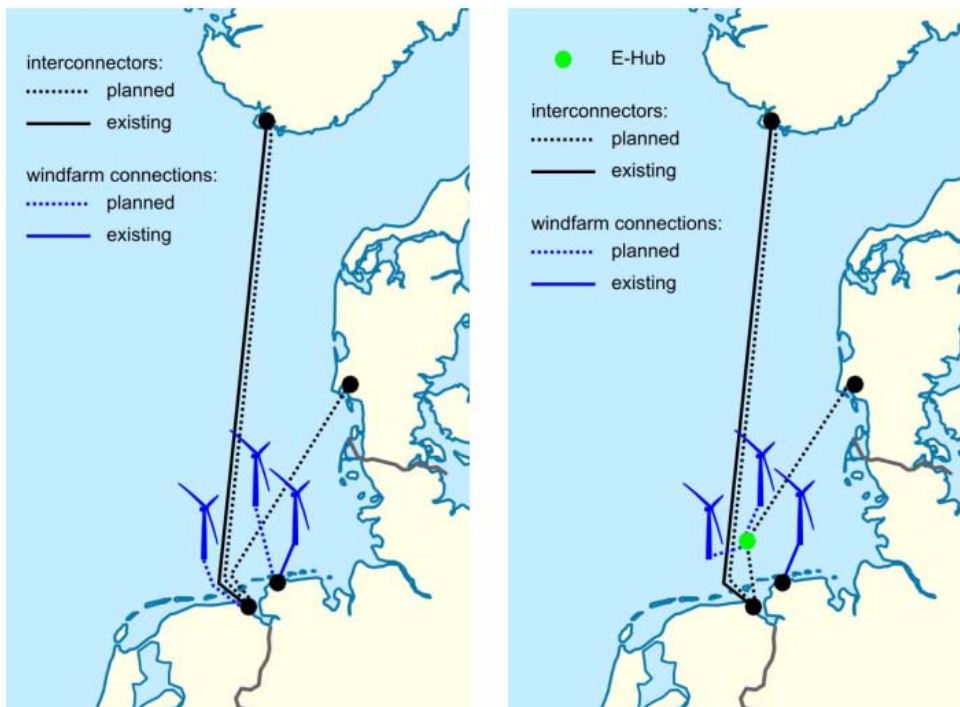 interconnectors:
planned
existing
windfarm connections:
planned
existing
E-Hub
interconnectors:
planned
existing
windfarm connections:
planned
existing